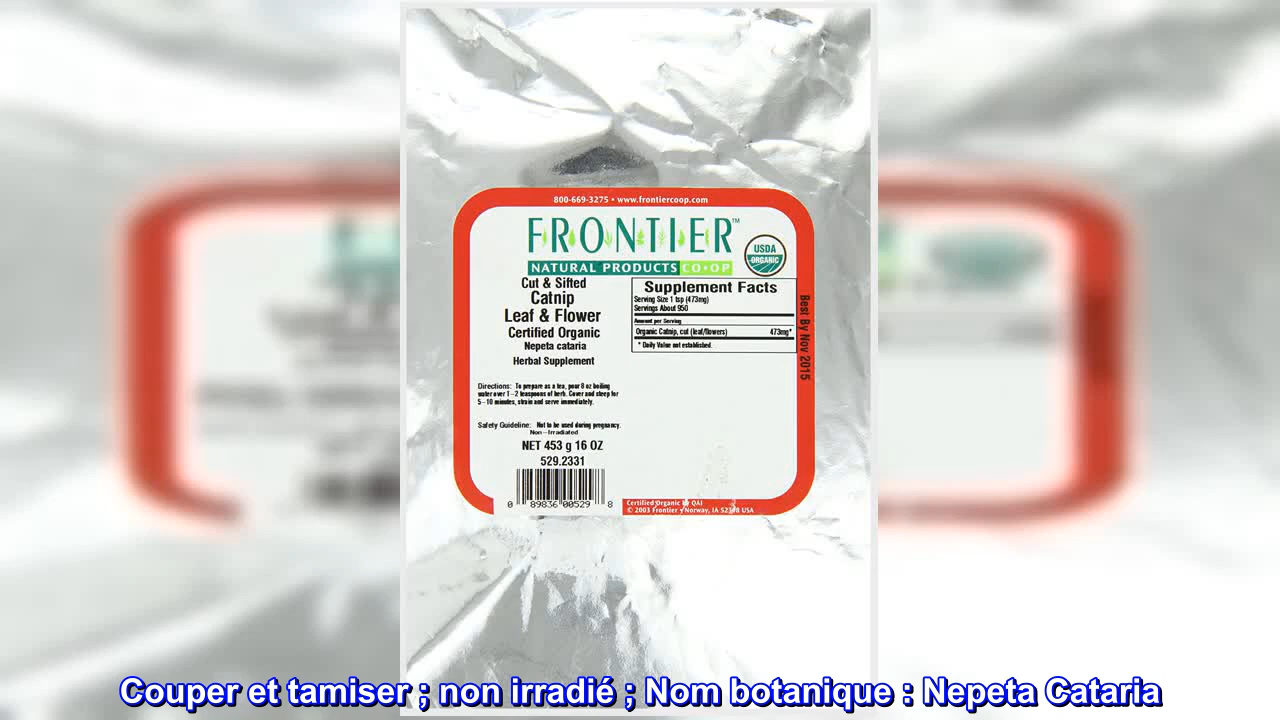 800-669-3275 • www.frontiercoop.com
FRONTIER™
NATURAL PRODUCTS CO•OP
USDA
ORGANIC
Cut & Sifted
Catnip
Leaf & Flower
Certified Organic
Nepeta cataria
Herbal Supplement
Supplement Facts
Serving Size 1 tsp (473mg)
Servings About 950
Amount per Serving
Organic Catnip, cut (leaf/flowers) 473mg*
* Daily Value not established.
Best By Nov 2015
Directions: To prepare as a tea, pour 8 oz boiling
water over 1-2 teaspoons of herb. Cover and steep for
5-10 minutes, strain and serve immediately.
Safety Guideline: Not to be used during pregnancy.
Non-Irradiated
NET 453 g 16 OZ
529.2331
0 89836 00529 8
Certified Organic by QAI
© 2003 Frontier Norway, IA 52318 USA
Couper et tamiser ; non irradié ; Nom botanique : Nepeta Cataria